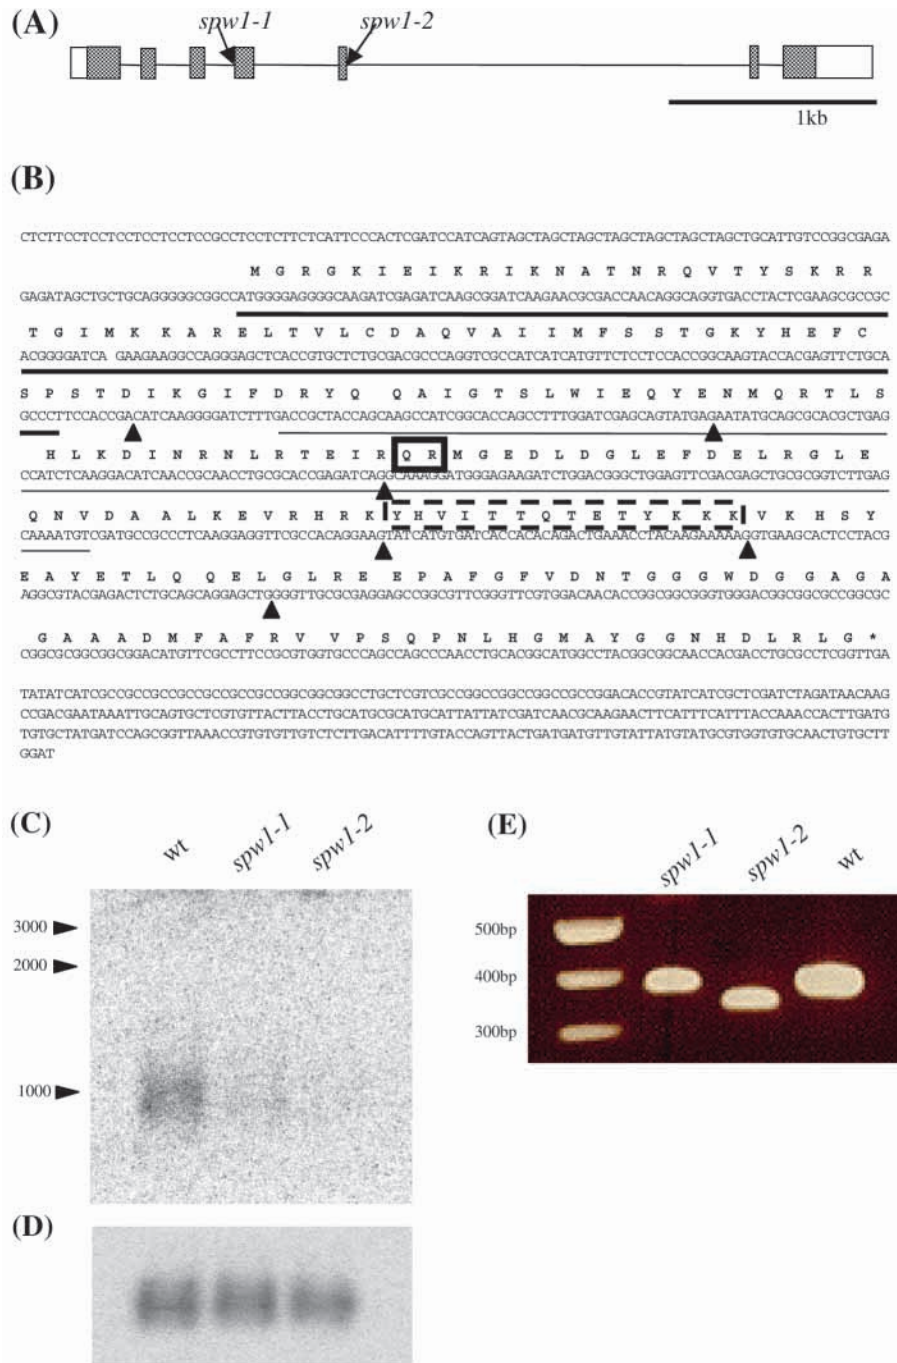 (A)
spw1-1
spw1-2
1kb
(B)
CTCTTCCTCCTCCTCCTCCTCCGCCTCCTCTTCTCATTCCCACTCGATCCATCAGTAGCTAGCTAGCTAGCTAGCTAGCTGCATTGTCCGGCGAGA
M G R G K I E I K R I K N A T N R Q V T Y S K R R
GAGATAGCTGCTGCAGGGGGCGGCCATGGGGAGGGGCAAGATCGAGATCAAGCGGATCAAGAACGCGACCAACAGGCAGGTGACCTACTCGAAGCGCCGC
T G I M K K A R E L T V L C D A Q V A I I M F S S T G K Y H E F C
ACGGGGATCA GAAGAAGGCCAGGGAGCTCACCGTGCTCTGCGACGCCCAGGTCGCCATCATCATGTTCTCCTCCACCGGCAAGTACCACGAGTTCTGCA
S P S T D I K G I F D R Y Q Q A I G T S L W I E Q Y E N M Q R T L S
GCCCTTCCACCGACATCAAGGGGATCTTTGACCGCTACCAGCAAGCCATCGGCACCAGCCTTTGGATCGAGCAGTATGAGAATATGCAGCGCACGCTGAG
H L K D I N R N L R T E I R Q R M G E D L D G L E F D E L R G L E
CCATCTCAAGGACATCAACCGCAACCTGCGCACCGAGATCAGGCAAAGGATGGGAGAAGATCTGGACGGGCTGGAGTTCGACGAGCTGCGCGGTCTTGAG
Q N V D A A L K E V R H R K Y H V I T T Q T E T Y K K K V K H S Y
CAAAATGTCGATGCCGCCCTCAAGGAGGTTCGCCACAGGAAGTATCATGTGATCACCACACAGACTGAAACCTACAAGAAAAAGGTGAAGCACTCCTACG
E A Y E T L Q Q E L G L R E E P A F G F V D N T G G G W D G G A G A
AGGCGTACGAGACTCTGCAGCAGGAGCTGGGGTTGCGCGAGGAGCCGGCGTTCGGGTTCGTGGACAACACCGGCGGCGGGTGGGACGGCGGCGCCGGCGC
G A A A D M F A F R V V P S Q P N L H G M A Y G G N H D L R L G *
CGGCGCGGCGGCGGACATGTTCGCCTTCCGCGTGGTGCCCAGCCAGCCCAACCTGCACGGCATGGCCTACGGCGGCAACCACGACCTGCGCCTCGGTTGA
TATATCATCGCCGCCGCCGCCGCCGCCGCCGGCGGCGGCCTGCTCGTCGCCGGCCGGCCGGCCGCCGGACACCGTATCATCGCTCGATCTAGATAACAAG
CCGACGAATAAATTGCAGTGCTCGTGTTACTTACCTGCATGCGCATGCATTATTATCGATCAACGCAAGAACTTCATTTCATTTACCAAACCACTTGATG
TGTGCTATGATCCAGCGGTTAAACCGTGTGTTGTCTCTTGACATTTTGTACCAGTTACTGATGATGTTGTATTATGTATGCGTGGTGTGCAACTGTGCTT
GGAT
(C)
wt
spw1-1
spw1-2
3000
2000
1000
(D)
(E)
spw1-1
spw1-2
wt
500bp
400bp
300bp